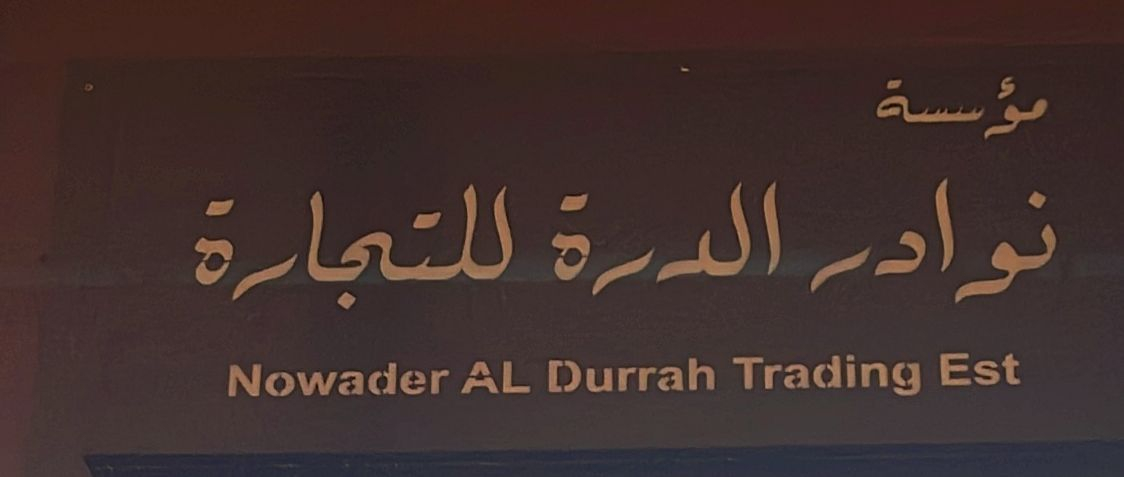 مؤسسة
نوادر الدرة للتجارة
Nowader AL Durrah Trading Est